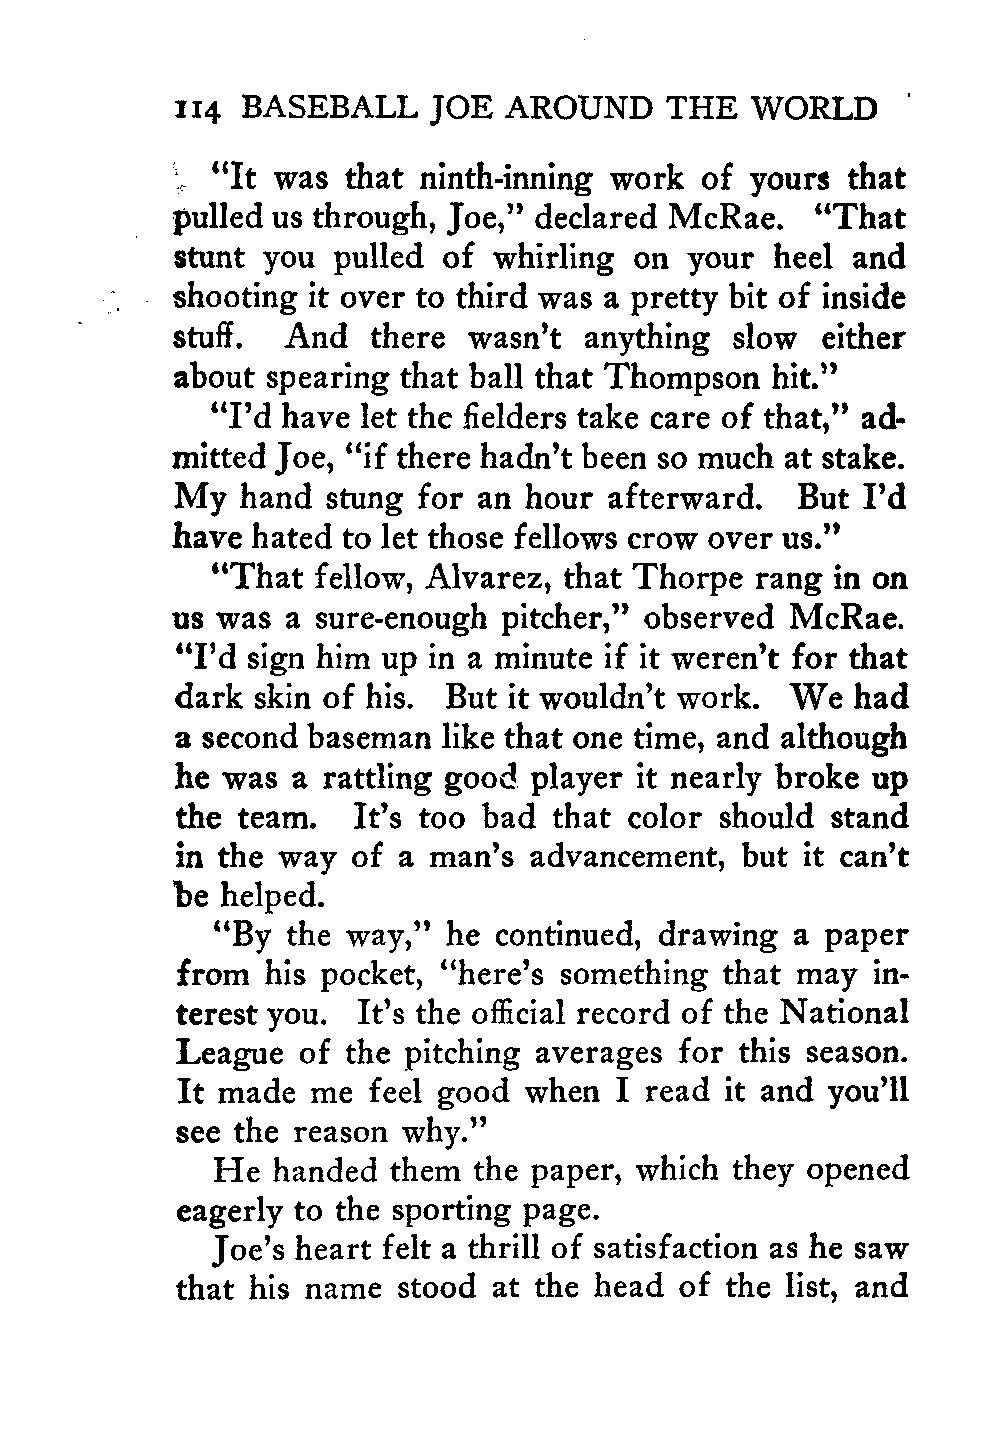 114 BASEBALL JOE AROUND THE WORLD
“It was that ninth-inning work of yours that
pulled us through, Joe,” declared McRae. “That
stunt you pulled of whirling on your heel and
shooting it over to third was a pretty bit of inside
stuff. And there wasn’t anything slow either
about spearing that ball that Thompson hit.”
“I’d have let the fielders take care of that,” ad-
mitted Joe, “if there hadn’t been so much at stake.
My hand stung for an hour afterward. But I’d
have hated to let those fellows crow over us.”
“That fellow, Alvarez, that Thorpe rang in on
us was a sure-enough pitcher,” observed McRae.
“I’d sign him up in a minute if it weren’t for that
dark skin of his. But it wouldn’t work. We had
a second baseman like that one time, and although
he was a rattling good player it nearly broke up
the team. It’s too bad that color should stand
in the way of a man’s advancement, but it can’t
be helped.
“By the way,” he continued, drawing a paper
from his pocket, “here’s something that may in-
terest you. It’s the official record of the National
League of the pitching averages for this season.
It made me feel good when I read it and you’ll
see the reason why.”
He handed them the paper, which they opened
eagerly to the sporting page.
Joe’s heart felt a thrill of satisfaction as he saw
that his name stood at the head of the list, and